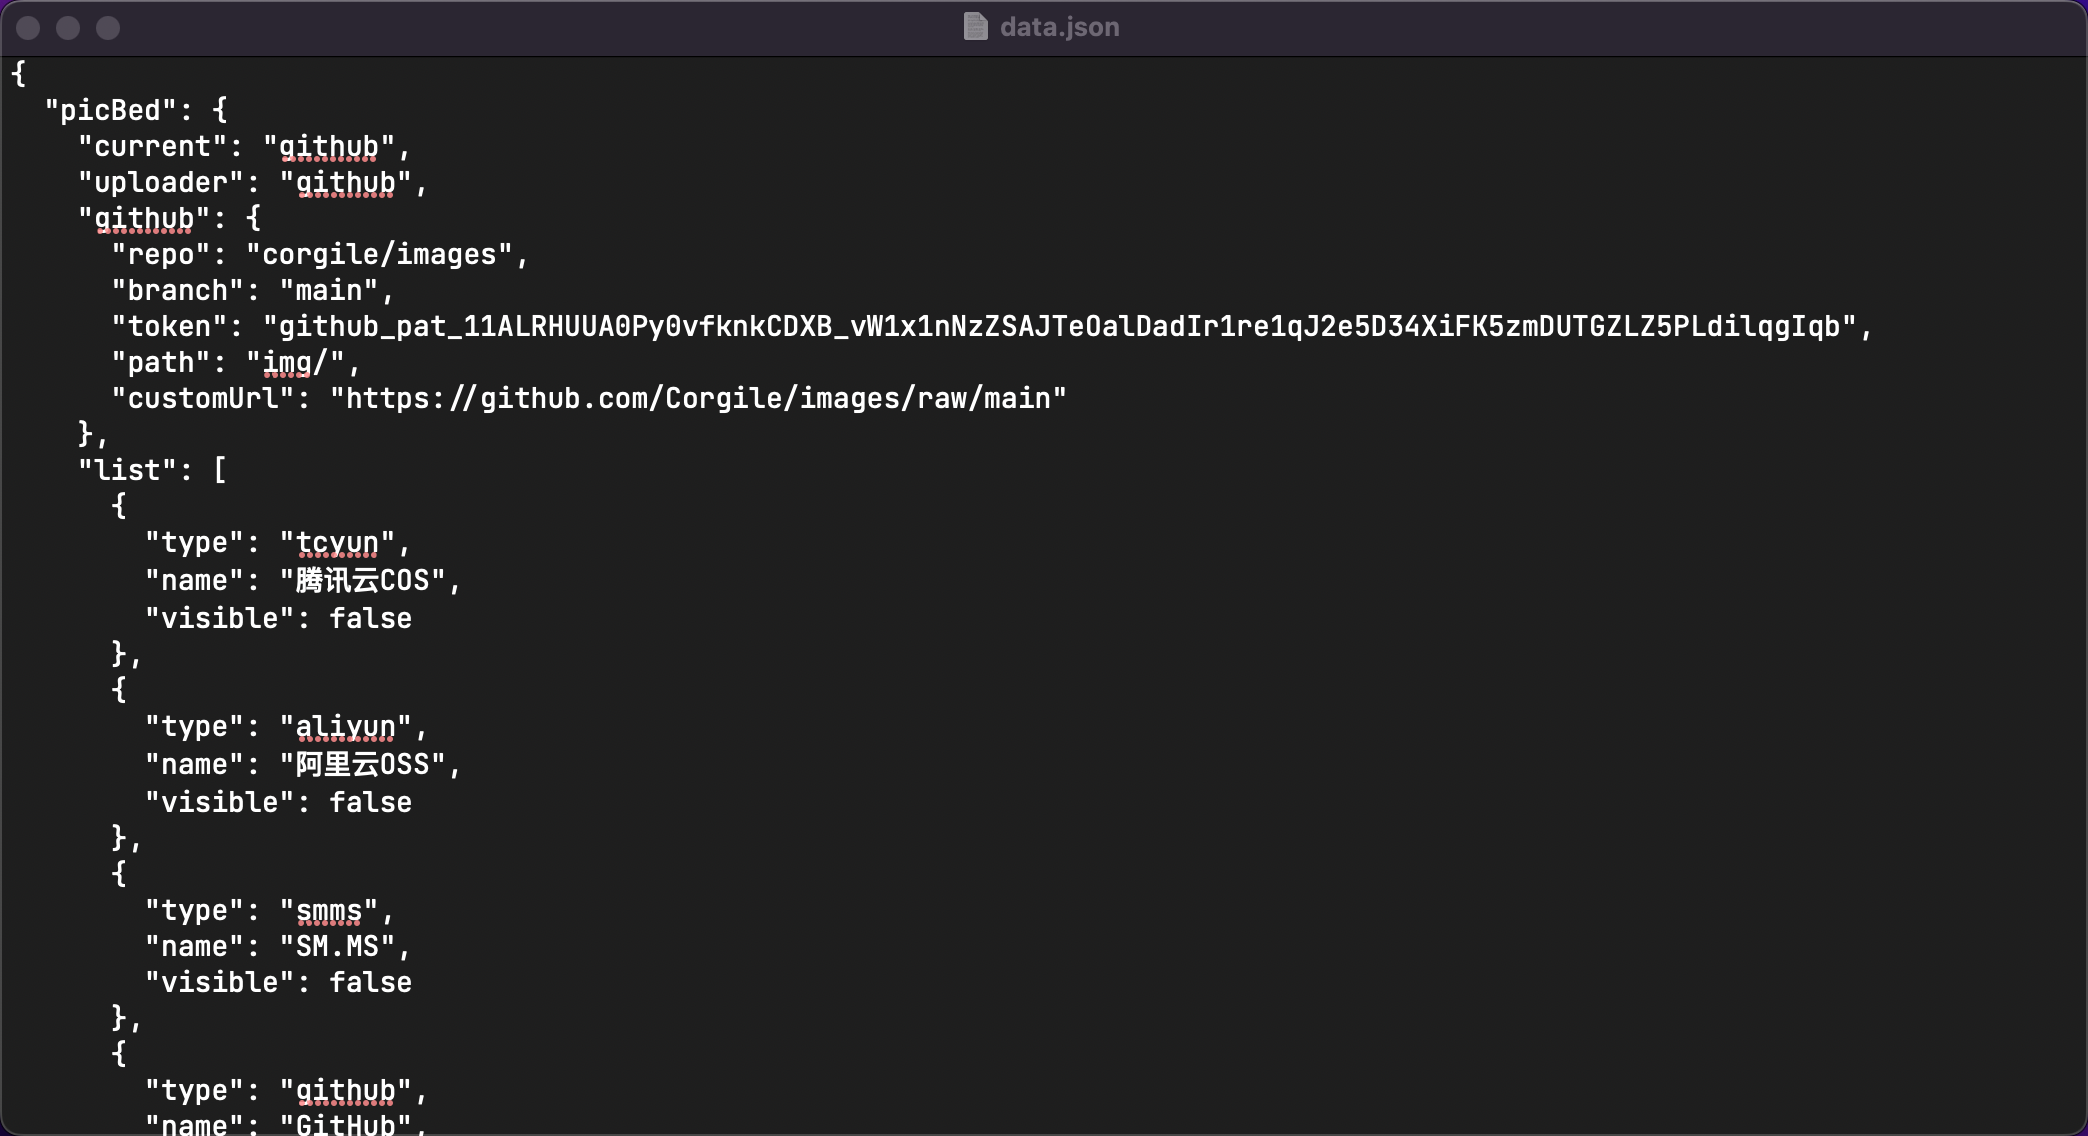 data.json
{
"picBed": {
"current": "github",
"uploader": "github",
"github": {
"repo": "corgile/images",
"branch": "main",
"token": "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",
"path": "img/",
"customUrl": "https://github.com/Corgile/images/raw/main"
},
"list": [
{
"type": "tcyun",
"name": "腾讯云COS",
"visible": false
},
{
"type": "aliyun",
"name": "阿里云OSS",
"visible": false
},
{
"type": "smms",
"name": "SM.MS",
"visible": false
},
{
"type": "github",
"name": "GitHub",